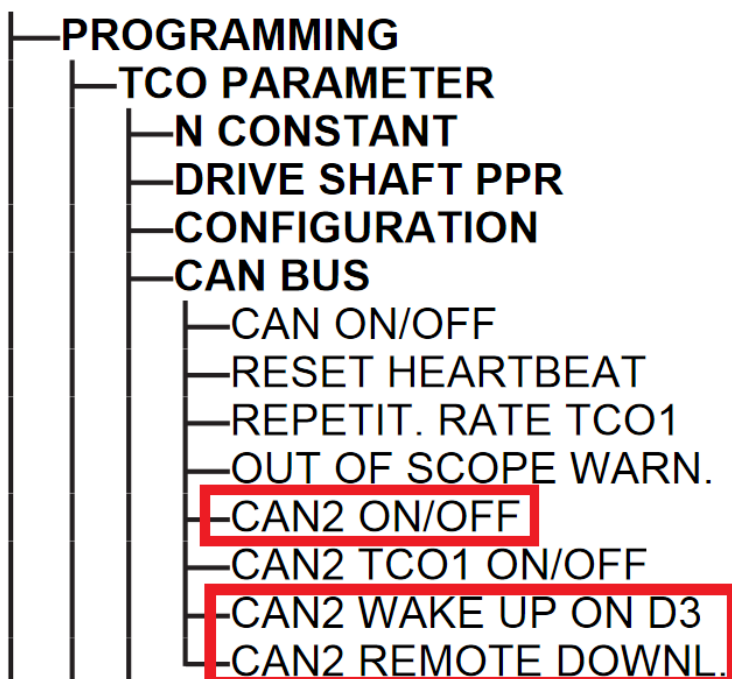 PROGRAMMING
TCO PARAMETER
N CONSTANT
DRIVE SHAFT PPR
CONFIGURATION
CAN BUS
CAN ON/OFF
RESET HEARTBEAT
REPETIT. RATE TCO1
OUT OF SCOPE WARN.
CAN2 ON/OFF
CAN2 TCO1 ON/OFF
CAN2 WAKE UP ON D3
CAN2 REMOTE DOWNL.